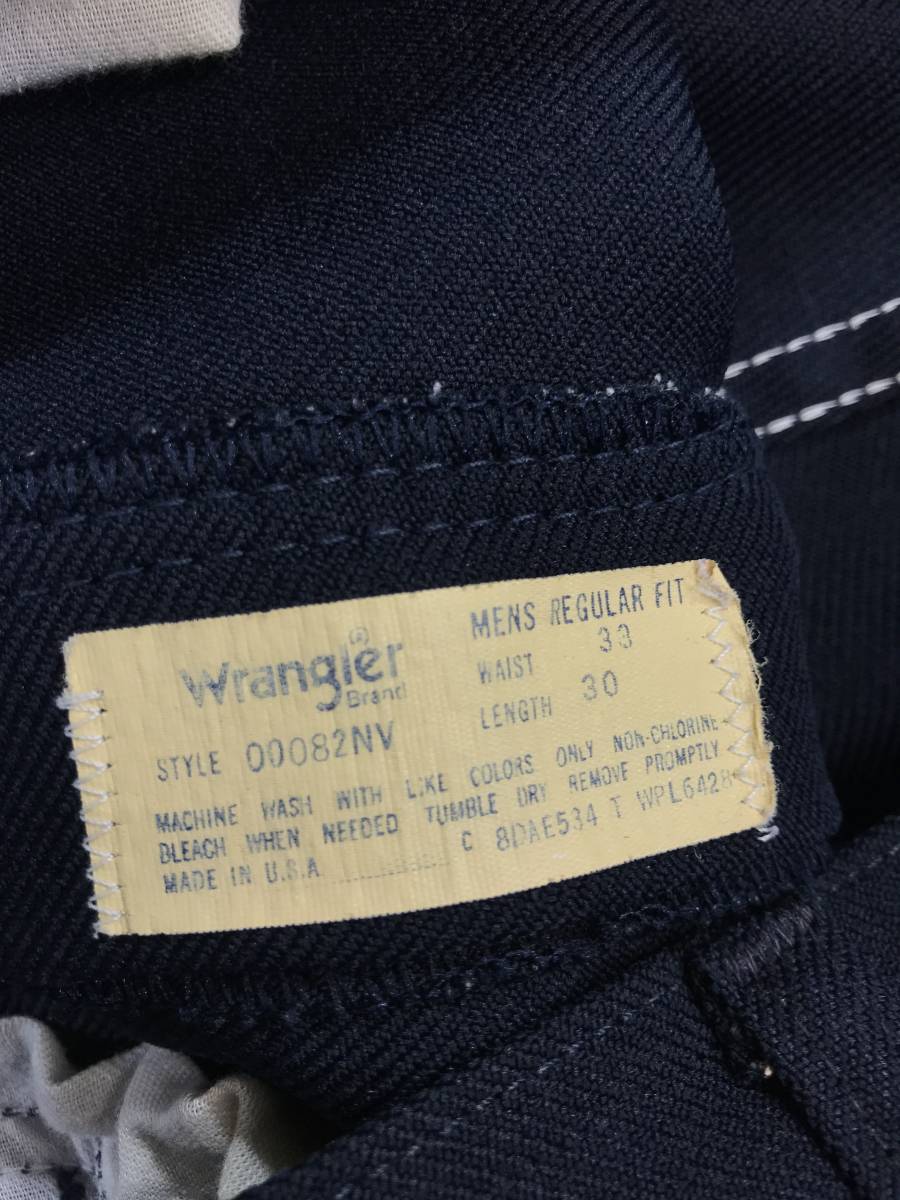 Wrangler®
Brand
STYLE 00082NV
MENS REGULAR FIT
WAIST 33
LENGTH 30
MACHINE WASH WITH LIKE COLORS ONLY NON-CHLORINE
BLEACH WHEN NEEDED TUMBLE DRY REMOVE PROMPTLY
MADE IN U.S.A C 8DAE534 T WPL6428